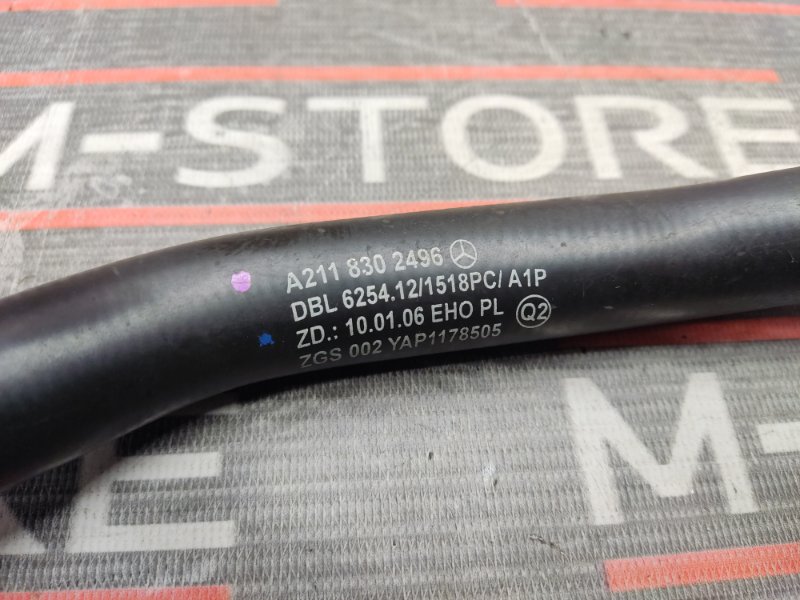 M-STORE
A211 830 2496
DBL 6254.12/1518PC/ A1P
ZD.: 10.01.06 EHO PL Q2
ZGS 002 YAP1178505
RE
M-